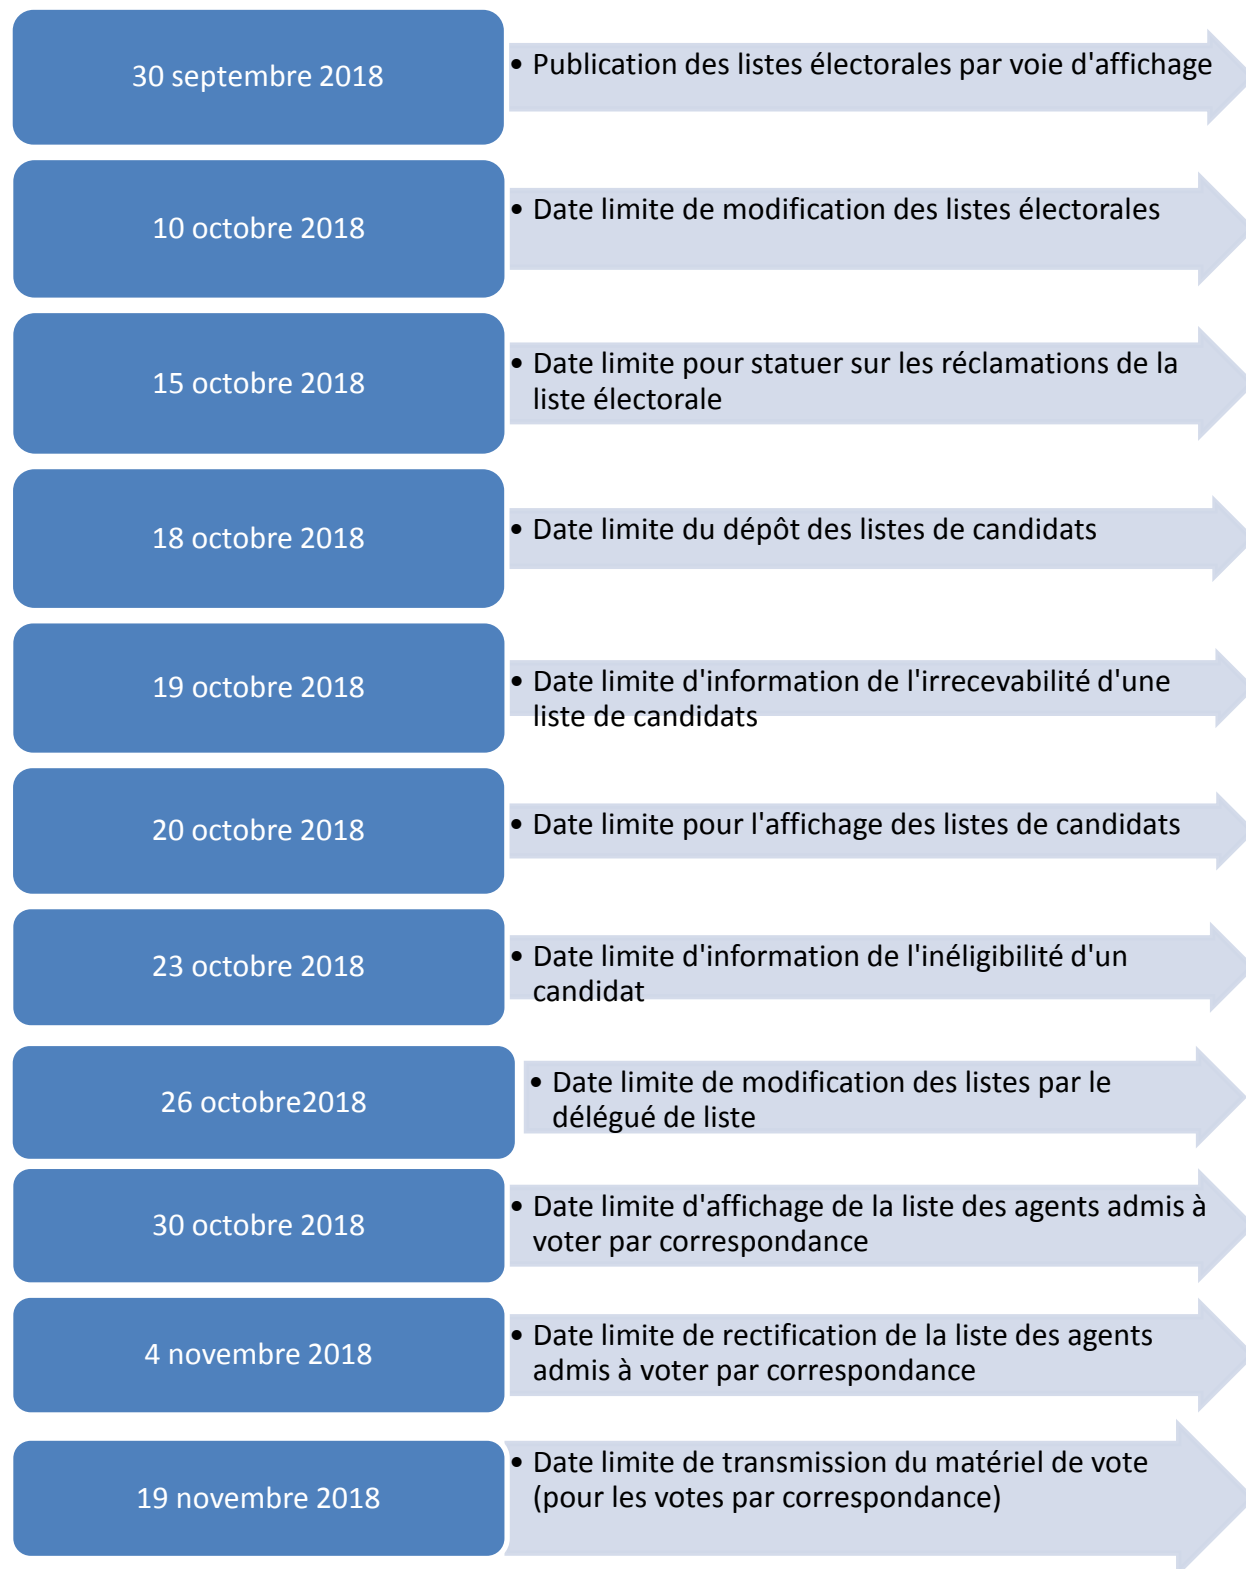 30 septembre 2018
• Publication des listes électorales par voie d'affichage
10 octobre 2018
• Date limite de modification des listes électorales
15 octobre 2018
• Date limite pour statuer sur les réclamations de la
liste électorale
18 octobre 2018
• Date limite du dépôt des listes de candidats
19 octobre 2018
• Date limite d'information de l'irrecevabilité d'une
liste de candidats
20 octobre 2018
• Date limite pour l'affichage des listes de candidats
23 octobre 2018
• Date limite d'information de l'inéligibilité d'un
candidat
26 octobre2018
• Date limite de modification des listes par le
délégué de liste
30 octobre 2018
• Date limite d'affichage de la liste des agents admis à
voter par correspondance
4 novembre 2018
• Date limite de rectification de la liste des agents
admis à voter par correspondance
19 novembre 2018
• Date limite de transmission du matériel de vote
(pour les votes par correspondance)